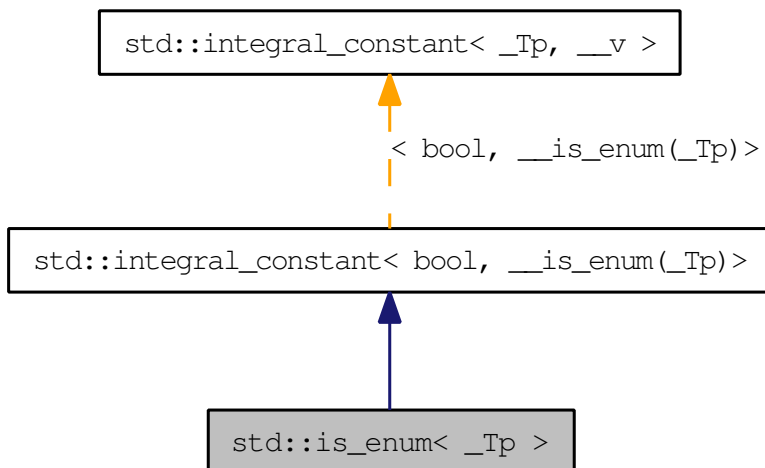 std::integral_constant< _Tp, __v >
< bool, __is_enum(_Tp)>
std::integral_constant< bool, __is_enum(_Tp)>
std::is_enum< _Tp >